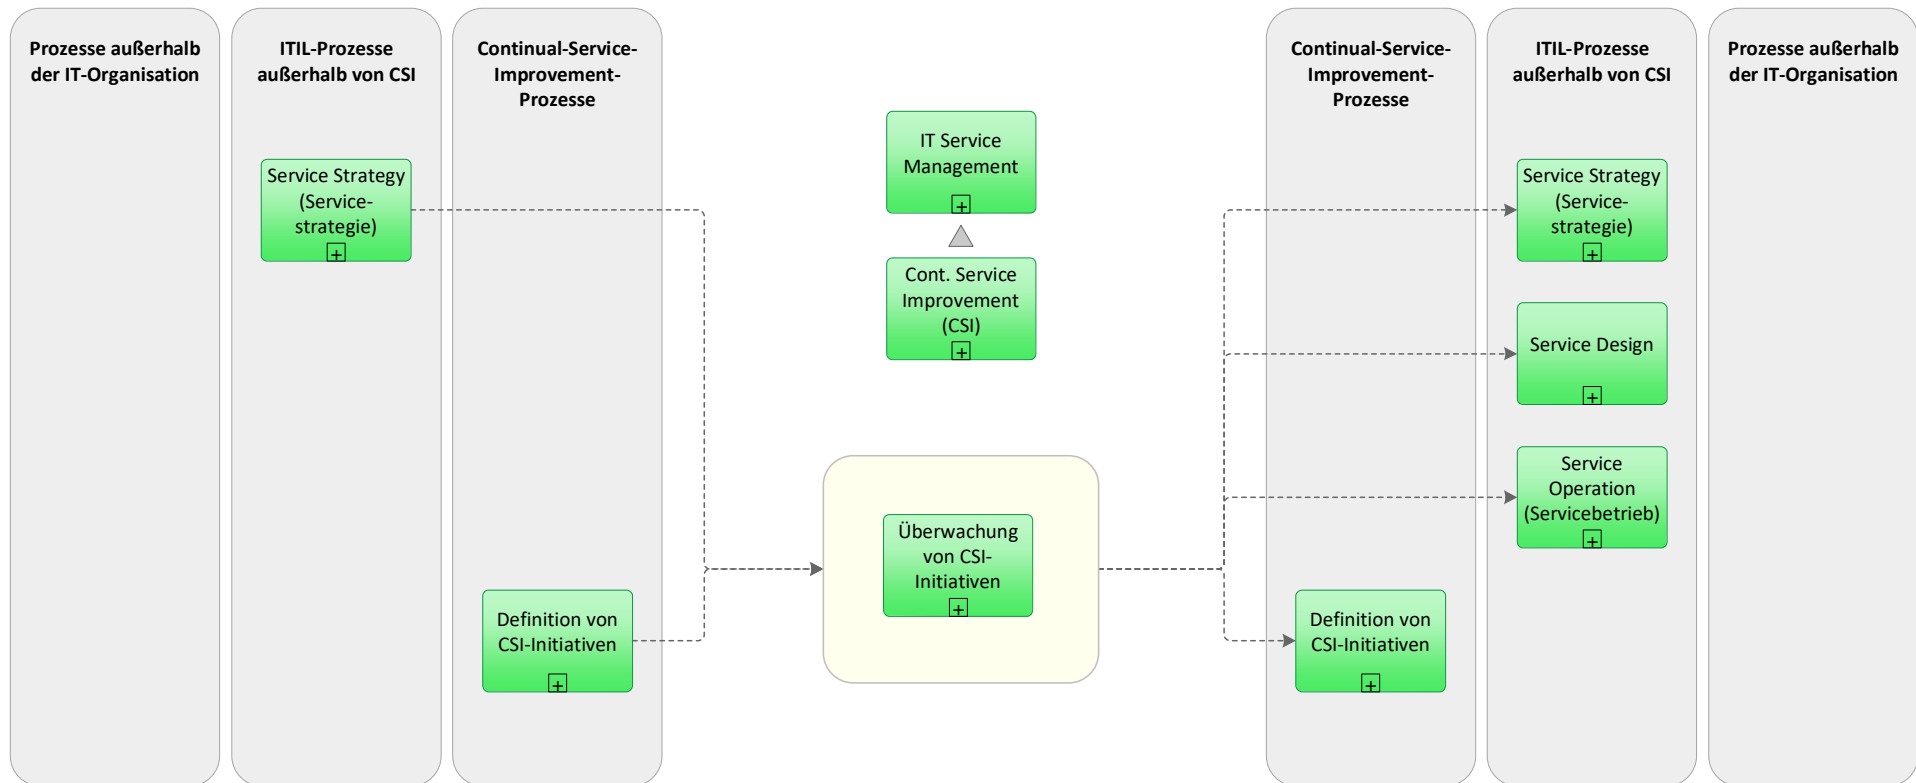 Prozesse außerhalb
der IT-Organisation
ITIL-Prozesse
außerhalb von CSI
Continual-Service-
Improvement-
Prozesse
Continual-Service-
Improvement-
Prozesse
ITIL-Prozesse
außerhalb von CSI
Prozesse außerhalb
der IT-Organisation
Service Strategy
(Service-
strategie)
IT Service
Management
Cont. Service
Improvement
(CSI)
Service Strategy
(Service-
strategie)
Service Design
Service
Operation
(Servicebetrieb)
Überwachung
von CSI-
Initiativen
Definition von
CSI-Initiativen
Definition von
CSI-Initiativen